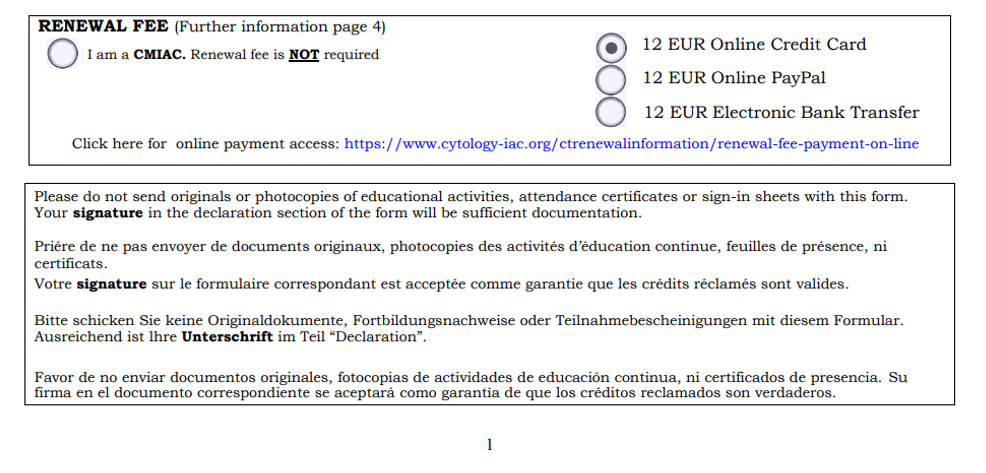 RENEWAL FEE (Further information page 4)
I am a CMIAC. Renewal fee is NOT required
12 EUR Online Credit Card
12 EUR Online PayPal
12 EUR Electronic Bank Transfer
Click here for online payment access: https://www.cytology-iac.org/ctrenewalinformation/renewal-fee-payment-on-line
Please do not send originals or photocopies of educational activities, attendance certificates or sign-in sheets with this form.
Your signature in the declaration section of the form will be sufficient documentation.
Priére de ne pas envoyer de documents originaux, photocopies des activités d’éducation continue, feuilles de présence, ni
certificats.
Votre signature sur le formulaire correspondant est acceptée comme garantie que les crédits réclamés sont valides.
Bitte schicken Sie keine Originaldokumente, Fortbildungsnachweise oder Teilnahmebescheinigungen mit diesem Formular.
Ausreichend ist Ihre Unterschrift im Teil “Declaration”.
Favor de no enviar documentos originales, fotocopias de actividades de educación continua, ni certificados de presencia. Su
firma en el documento correspondiente se aceptará como garantía de que los créditos reclamados son verdaderos.
1